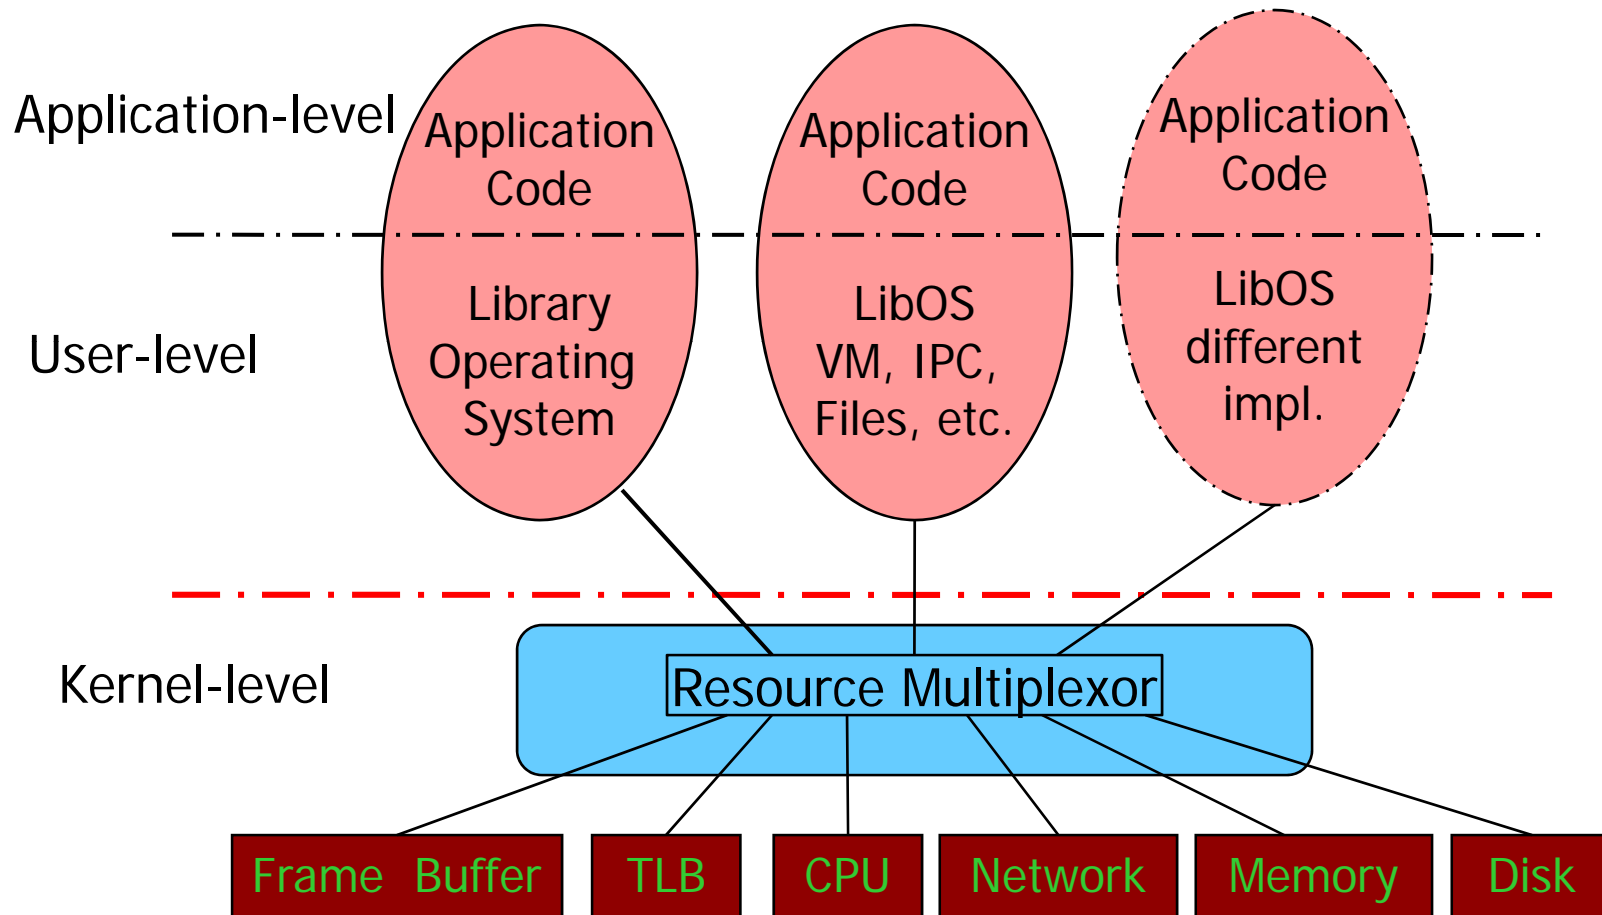 Application-level
Application
Code
Application
Code
Application
Code
User-level
Library
Operating
System
LibOS
VM, IPC,
Files, etc.
LibOS
different
impl.
Kernel-level
Resource Multiplexor
Frame Buffer
TLB
CPU
Network
Memory
Disk